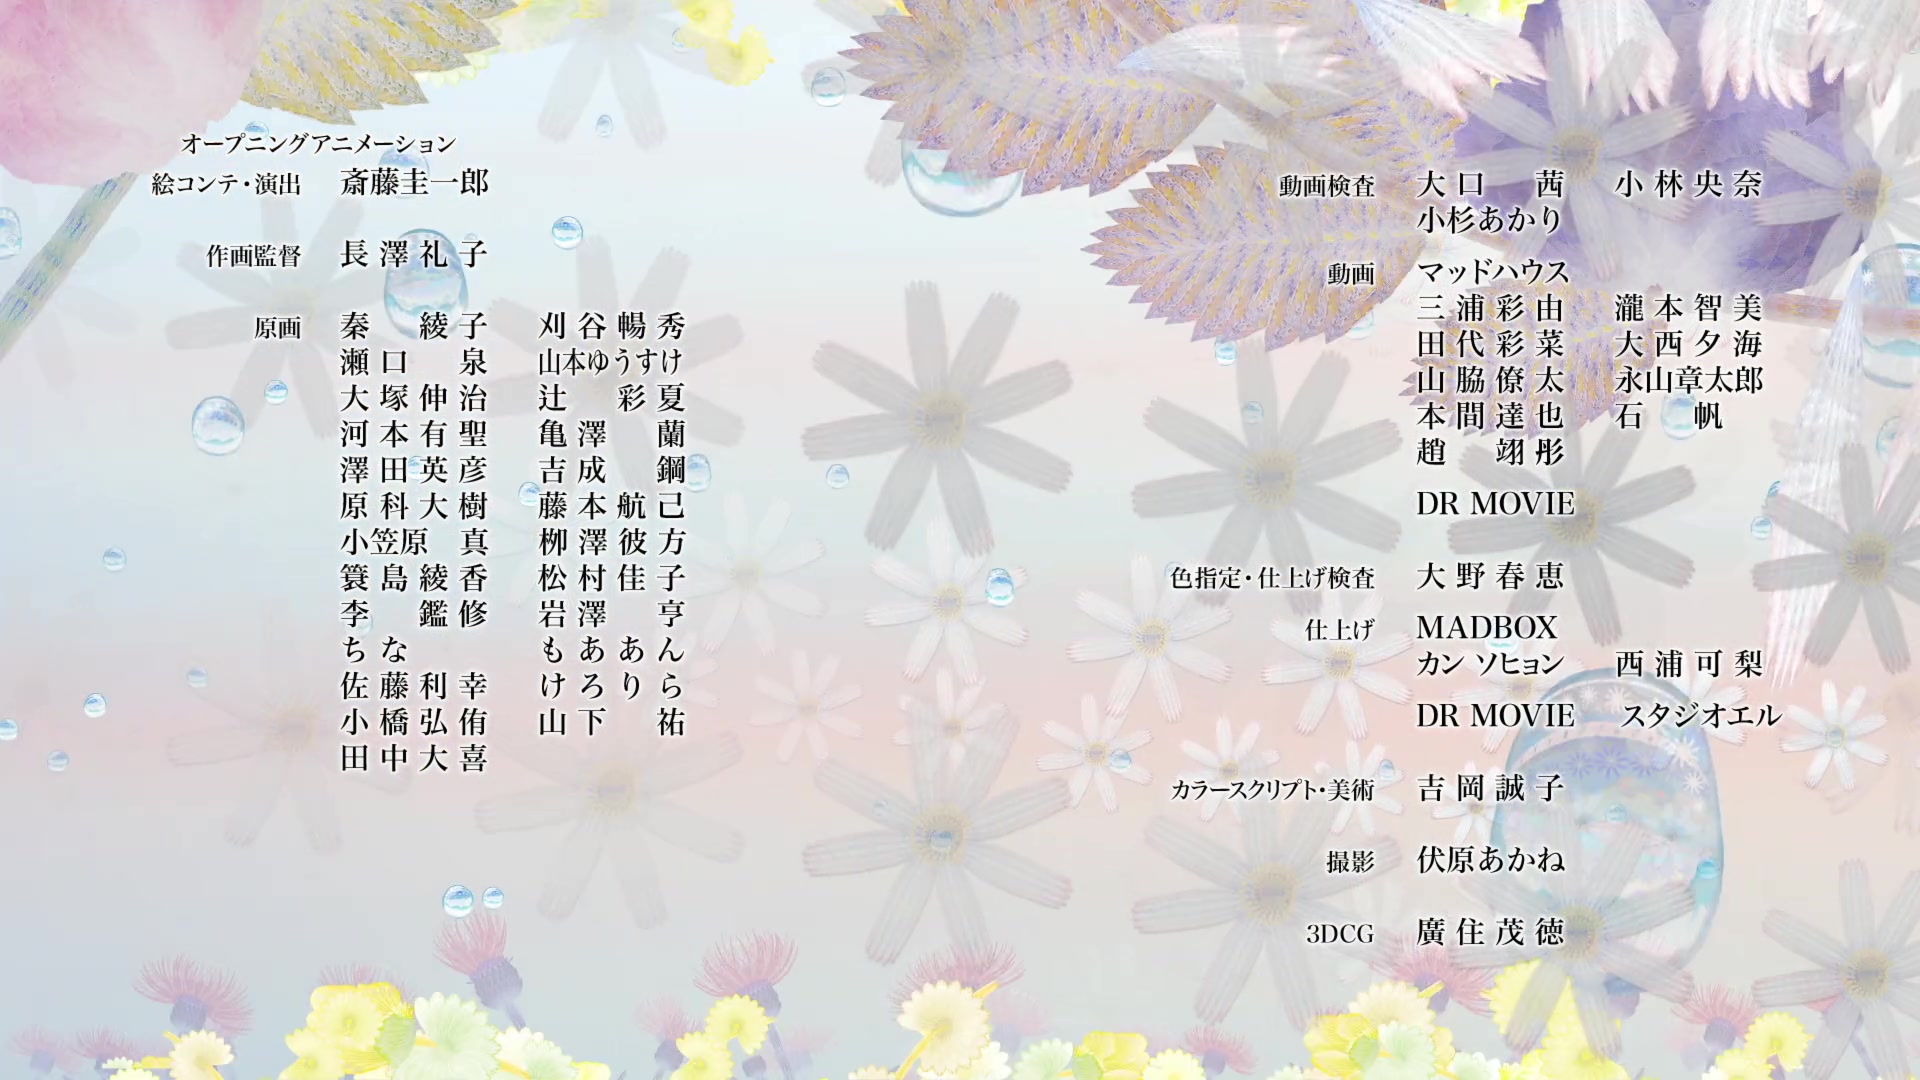 オープニングアニメーション
絵コンテ・演出 斎藤圭一郎
作画監督 長澤礼子
原画 秦 綾子 刈谷暢秀
瀬口 泉 山本ゆうすけ
大塚伸治 辻 彩夏
河本有聖 亀澤 蘭
澤田英彦 吉成 鋼
原科大樹 藤本航己
小笠原 真 柳澤彼方
簑島綾香 松村佳子
李 鑑修 岩澤 亨
ちな もああん
佐藤利幸 けろりら
小橋弘侑 山下 祐
田中大喜
動画検査 大口 茜 小林央奈
小杉あかり
動画 マッドハウス
三浦彩由 瀧本智美
田代彩菜 大西夕海
山脇僚太 永山章太郎
本間達也 石 帆
趙 翊彤
DR MOVIE
色指定・仕上げ検査 大野春恵
仕上げ MADBOX
カン ソヒョン 西浦可梨
DR MOVIE スタジオエル
カラースクリプト・美術 吉岡誠子
撮影 伏原あかね
3DCG 廣住茂徳